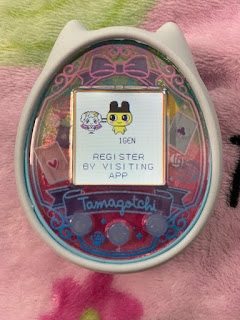 1GEN
REGISTER
BY VISITING
APP
Tamagotchi